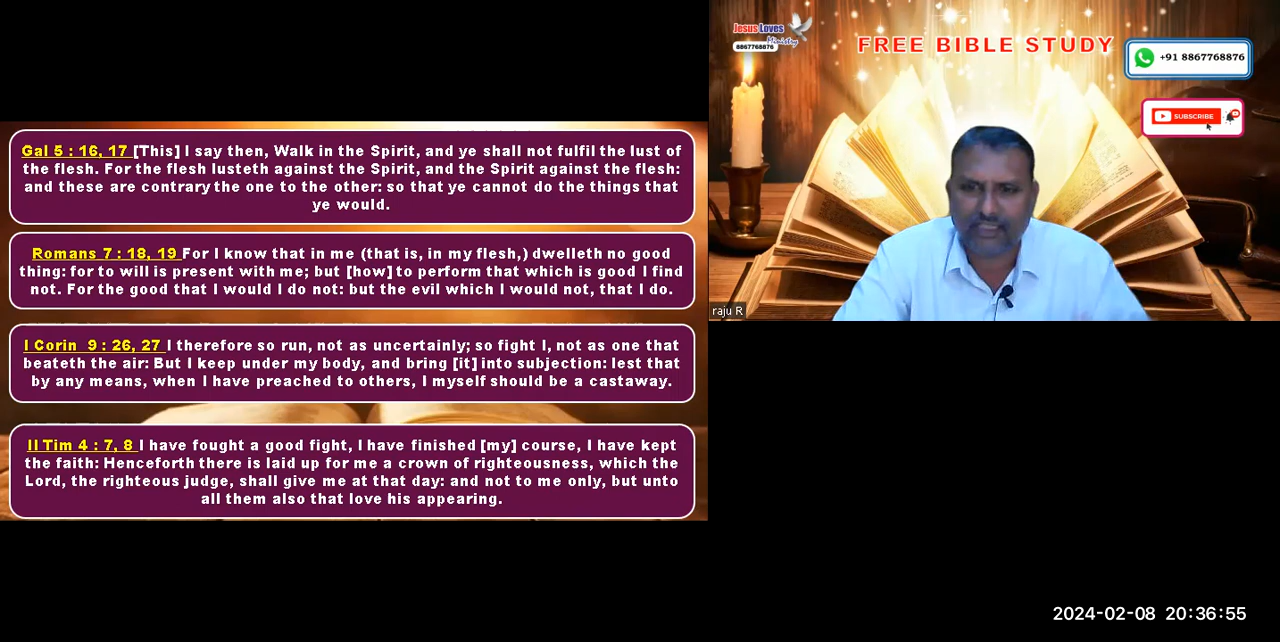 Gal 5 : 16, 17 [This] I say then, Walk in the Spirit, and ye shall not fulfil the lust of
the flesh. For the flesh lusteth against the Spirit, and the Spirit against the flesh:
and these are contrary the one to the other: so that ye cannot do the things that
ye would.
Romans 7 : 18, 19 For I know that in me (that is, in my flesh,) dwelleth no good
thing: for to will is present with me; but [how] to perform that which is good I find
not. For the good that I would I do not: but the evil which I would not, that I do.
I Corin 9 : 26, 27 I therefore so run, not as uncertainly; so fight I, not as one that
beateth the air: But I keep under my body, and bring [it] into subjection: lest that
by any means, when I have preached to others, I myself should be a castaway.
II Tim 4 : 7, 8 I have fought a good fight, I have finished [my] course, I have kept
the faith: Henceforth there is laid up for me a crown of righteousness, which the
Lord, the righteous judge, shall give me at that day: and not to me only, but unto
all them also that love his appearing.
Jesus Loves
Ministry
8867768876
FREE BIBLE STUDY
+91 8867768876
SUBSCRIBE
raju R
2024-02-08 20:36:55